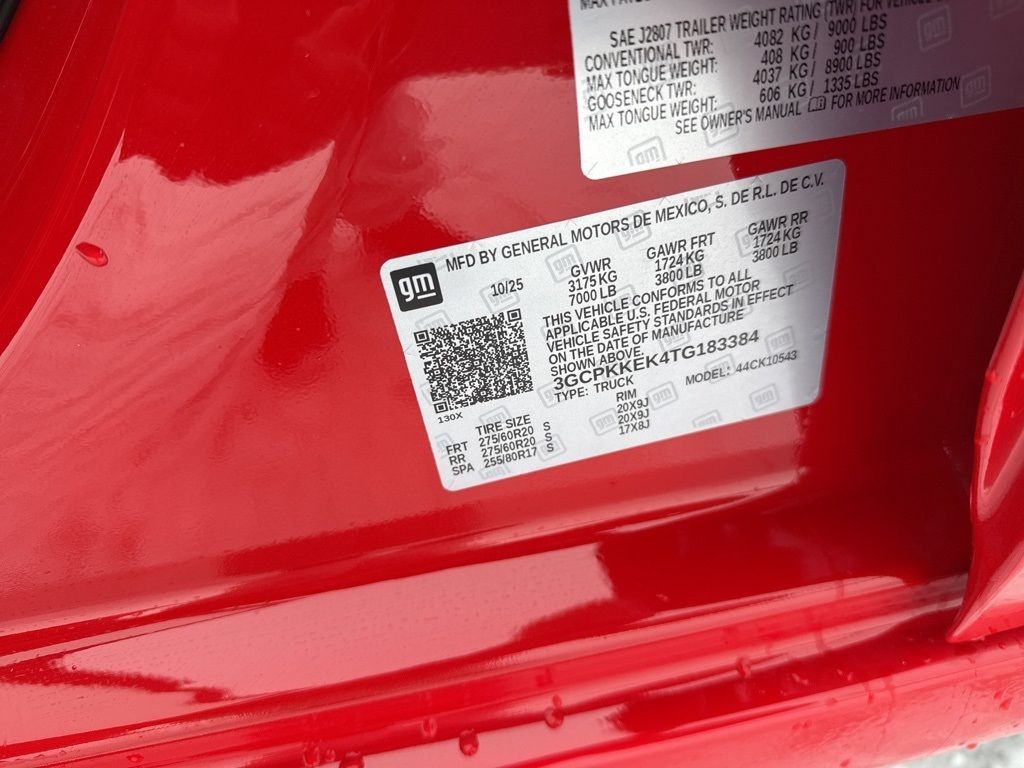 SAE J2807 TRAILER WEIGHT RATING (TWR) FOR VEHICLE
CONVENTIONAL TWR: 4082 KG / 9000 LBS
MAX TONGUE WEIGHT: 408 KG / 900 LBS
GOOSENECK TWR: 4037 KG / 8900 LBS
MAX TONGUE WEIGHT: 606 KG / 1335 LBS
SEE OWNER'S MANUAL FOR MORE INFORMATION
gm
MFD BY GENERAL MOTORS DE MEXICO, S. DE R.L. DE C.V.
10/25 GVWR GAWR FRT GAWR RR
3175 KG 1724 KG 1724 KG
7000 LB 3800 LB 3800 LB
THIS VEHICLE CONFORMS TO ALL
APPLICABLE U.S. FEDERAL MOTOR
VEHICLE SAFETY STANDARDS IN EFFECT
ON THE DATE OF MANUFACTURE
SHOWN ABOVE.
3GCPKKEK4TG183384
TYPE: TRUCK MODEL: 44CK10543
130X
TIRE SIZE RIM
FRT 275/60R20 S 20X9J
RR 275/60R20 S 20X9J
SPA 255/80R17 S 17X8J